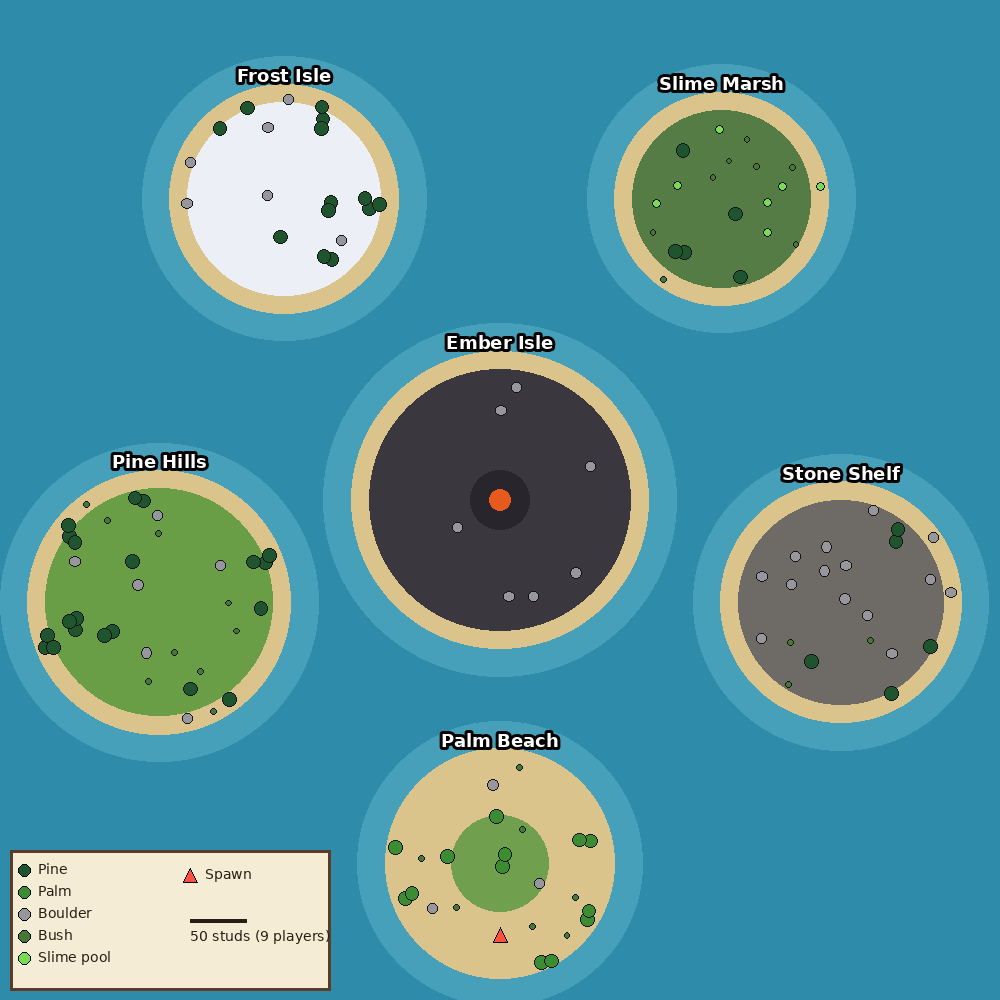 Frost Isle
Slime Marsh
Ember Isle
Pine Hills
Stone Shelf
Palm Beach
Pine
Palm
Boulder
Bush
Slime pool
Spawn
50 studs (9 players)